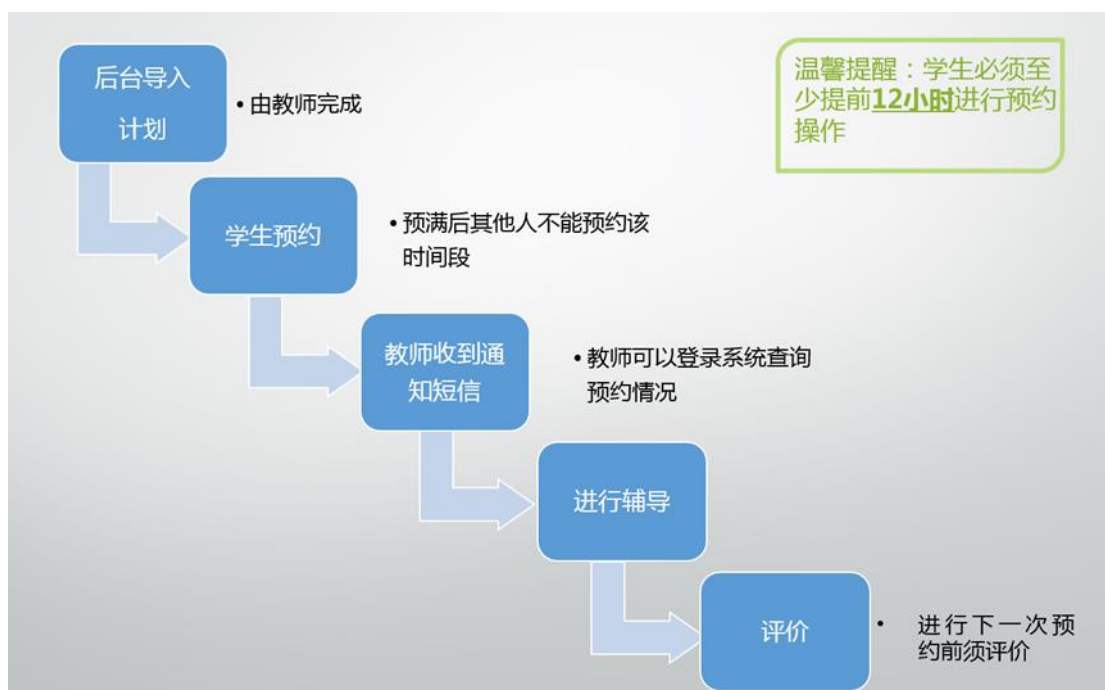 后台导入
计划
• 由教师完成
温馨提醒：学生必须至
少提前12小时进行预约
操作
学生预约
• 预满后其他人不能预约该
时间段
教师收到通
知短信
• 教师可以登录系统查询
预约情况
进行辅导
评价
• 进行下一次预
约前须评价